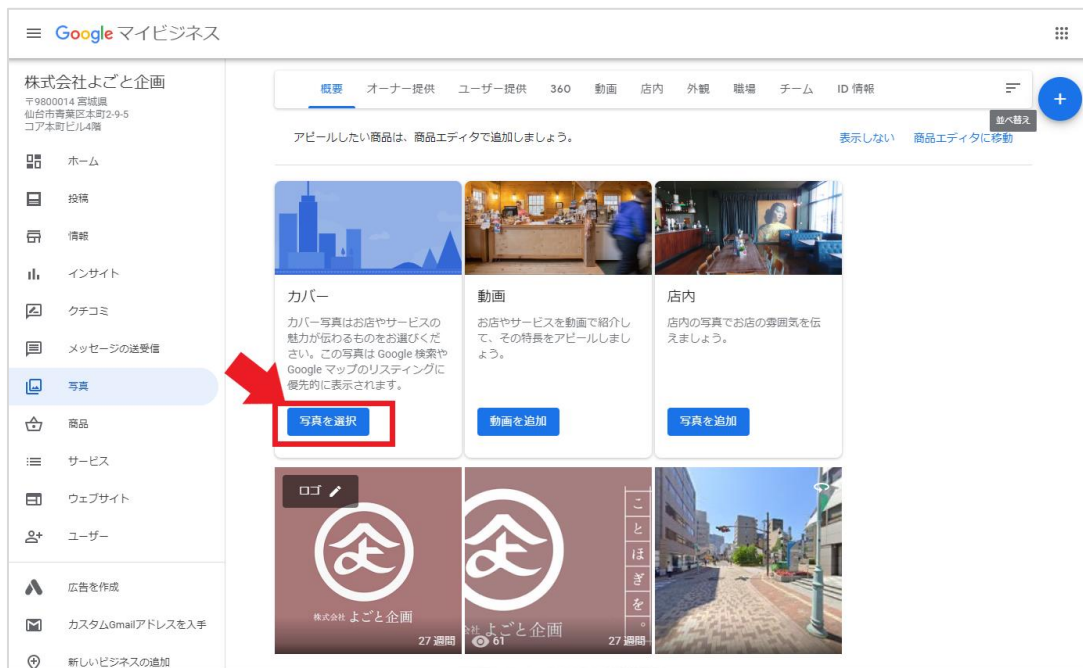 Google マイビジネス
株式会社よごと企画
〒9800014 宮城県
仙台市青葉区本町2-9-5
コア本町ビル4階
ホーム
投稿
情報
インサイト
クチコミ
メッセージの送受信
写真
商品
サービス
ウェブサイト
ユーザー
広告を作成
カスタムGmailアドレスを入手
新しいビジネスの追加
概要 オーナー提供 ユーザー提供 360 動画 店内 外観 職場 チーム ID 情報
並べ替え
アピールしたい商品は、商品エディタで追加しましょう。 表示しない 商品エディタに移動
カバー
カバー写真はお店やサービスの
魅力が伝わるものをお選びくだ
さい。この写真は Google 検索や
Google マップのリスティングに
優先的に表示されます。
写真を選択
動画
お店やサービスを動画で紹介し
て、その特長をアピールしまし
ょう。
動画を追加
店内
店内の写真でお店の雰囲気を伝
えましょう。
写真を追加
ロゴ
よ
株式会社 よごと企画
27 週間
よ
ことほぎを。
会社 よごと企画
61
27 週間